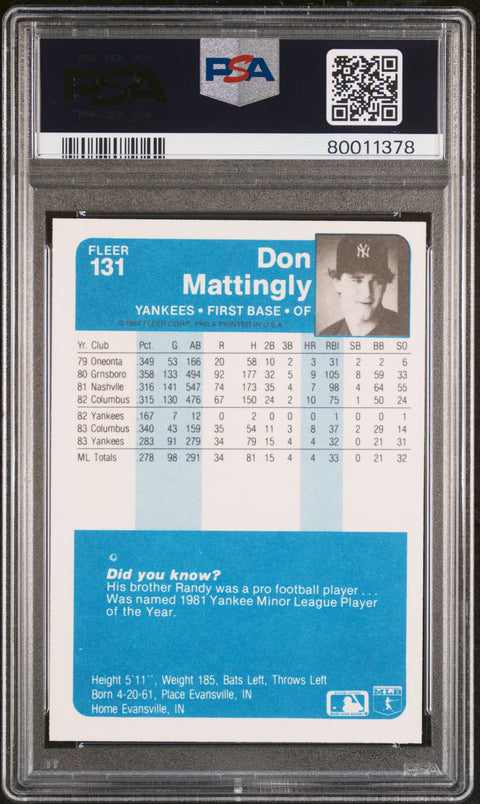 PSA
PSA
80011378
FLEER
131
Don
Mattingly
YANKEES • FIRST BASE • OF
© 1984 FLEER CORP., PHILA PRINTED IN U.S.A.
NY
Yr. Club Pct. G AB R H 2B 3B HR RBI SB BB SO
79 Oneonta .349 53 166 20 58 10 2 3 31 2 2 6
80 Grnsboro .358 133 494 92 177 32 5 9 105 8 59 33
81 Nashvlle .316 141 547 74 173 35 4 7 98 4 64 55
82 Columbus .315 130 476 67 150 24 2 10 75 1 50 24
82 Yankees .167 7 12 0 2 0 0 0 1 0 0 1
83 Columbus .340 43 159 35 54 11 3 8 37 2 29 14
83 Yankees .283 91 279 34 79 15 4 4 32 0 21 31
ML Totals .278 98 291 34 81 15 4 4 33 0 21 32
Did you know?
His brother Randy was a pro football player . . .
Was named 1981 Yankee Minor League Player
of the Year.
Height 5'11'', Weight 185, Bats Left, Throws Left
Born 4-20-61, Place Evansville, IN
Home Evansville, IN
PSA